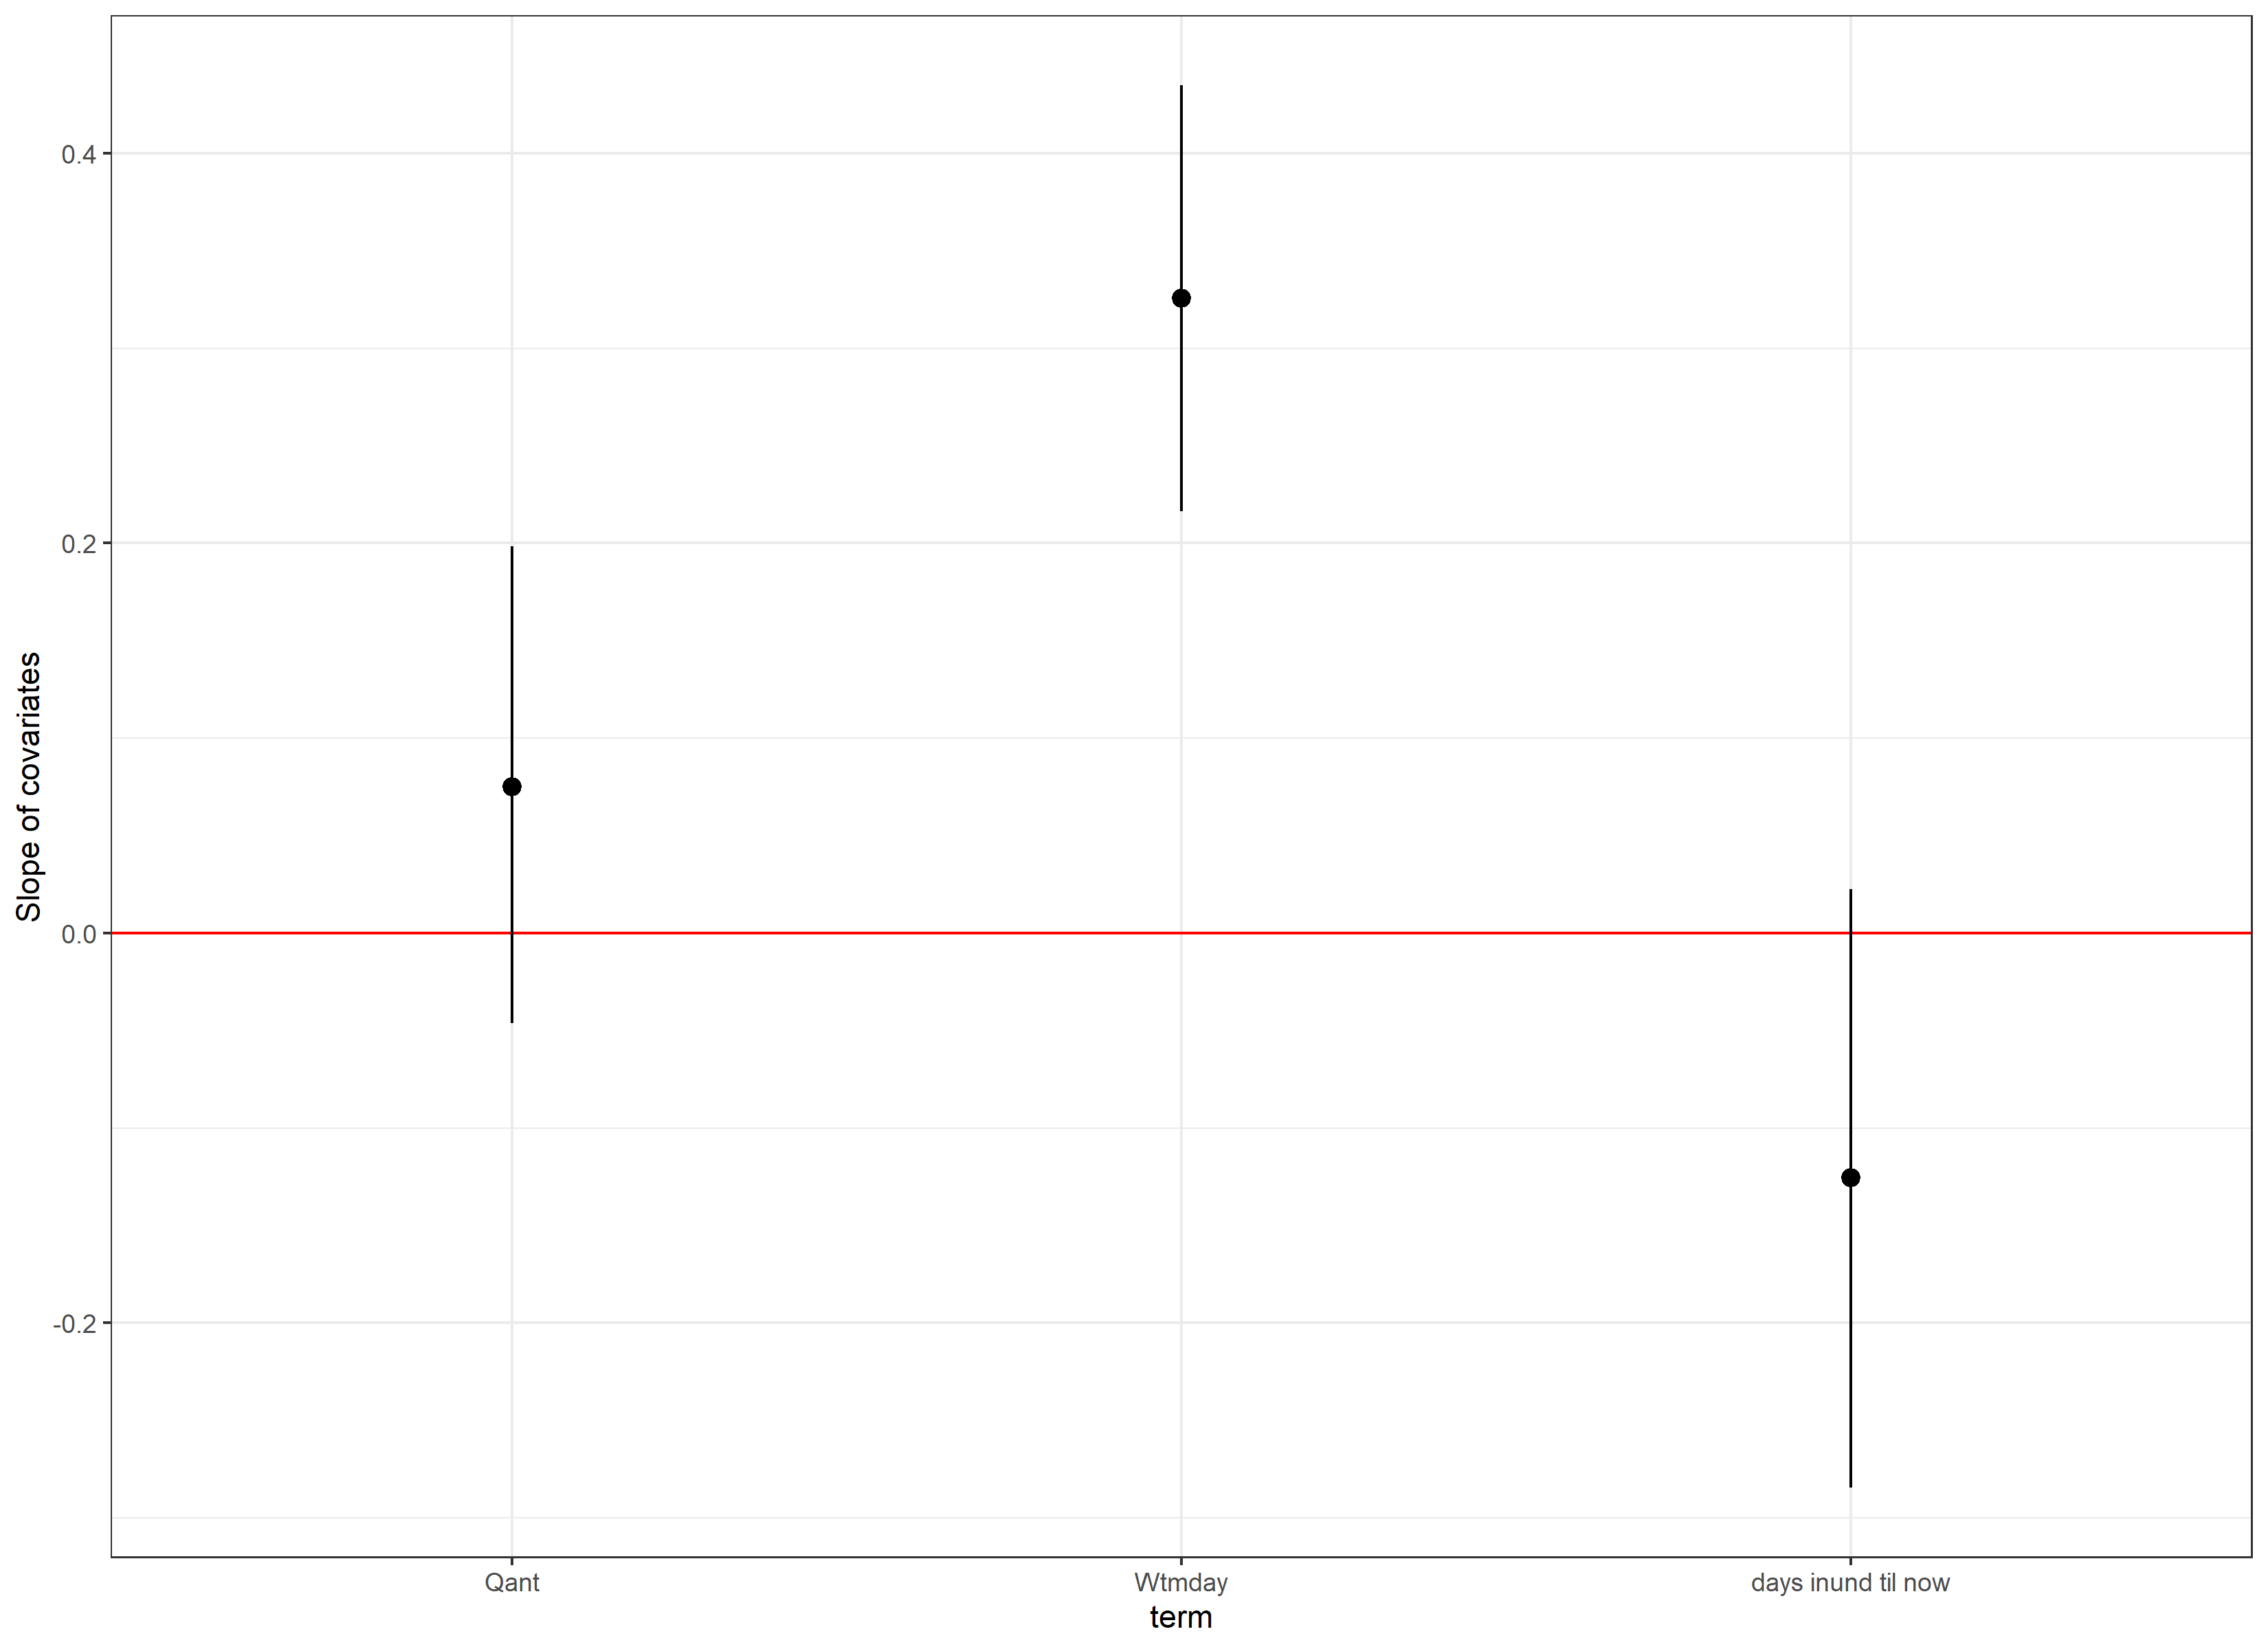 Slope of covariates
0.4
0.2
0.0
-0.2
Qant
Wtmday
days inund til now
term